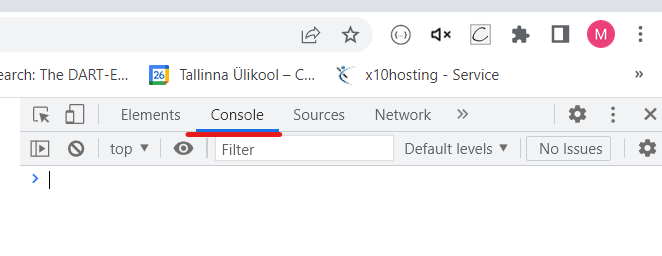 M
earch: The DART-E... 26 Tallinna Ülikool – C... x10hosting - Service »
Elements Console Sources Network »
top ▼ Filter Default levels ▼ No Issues
>